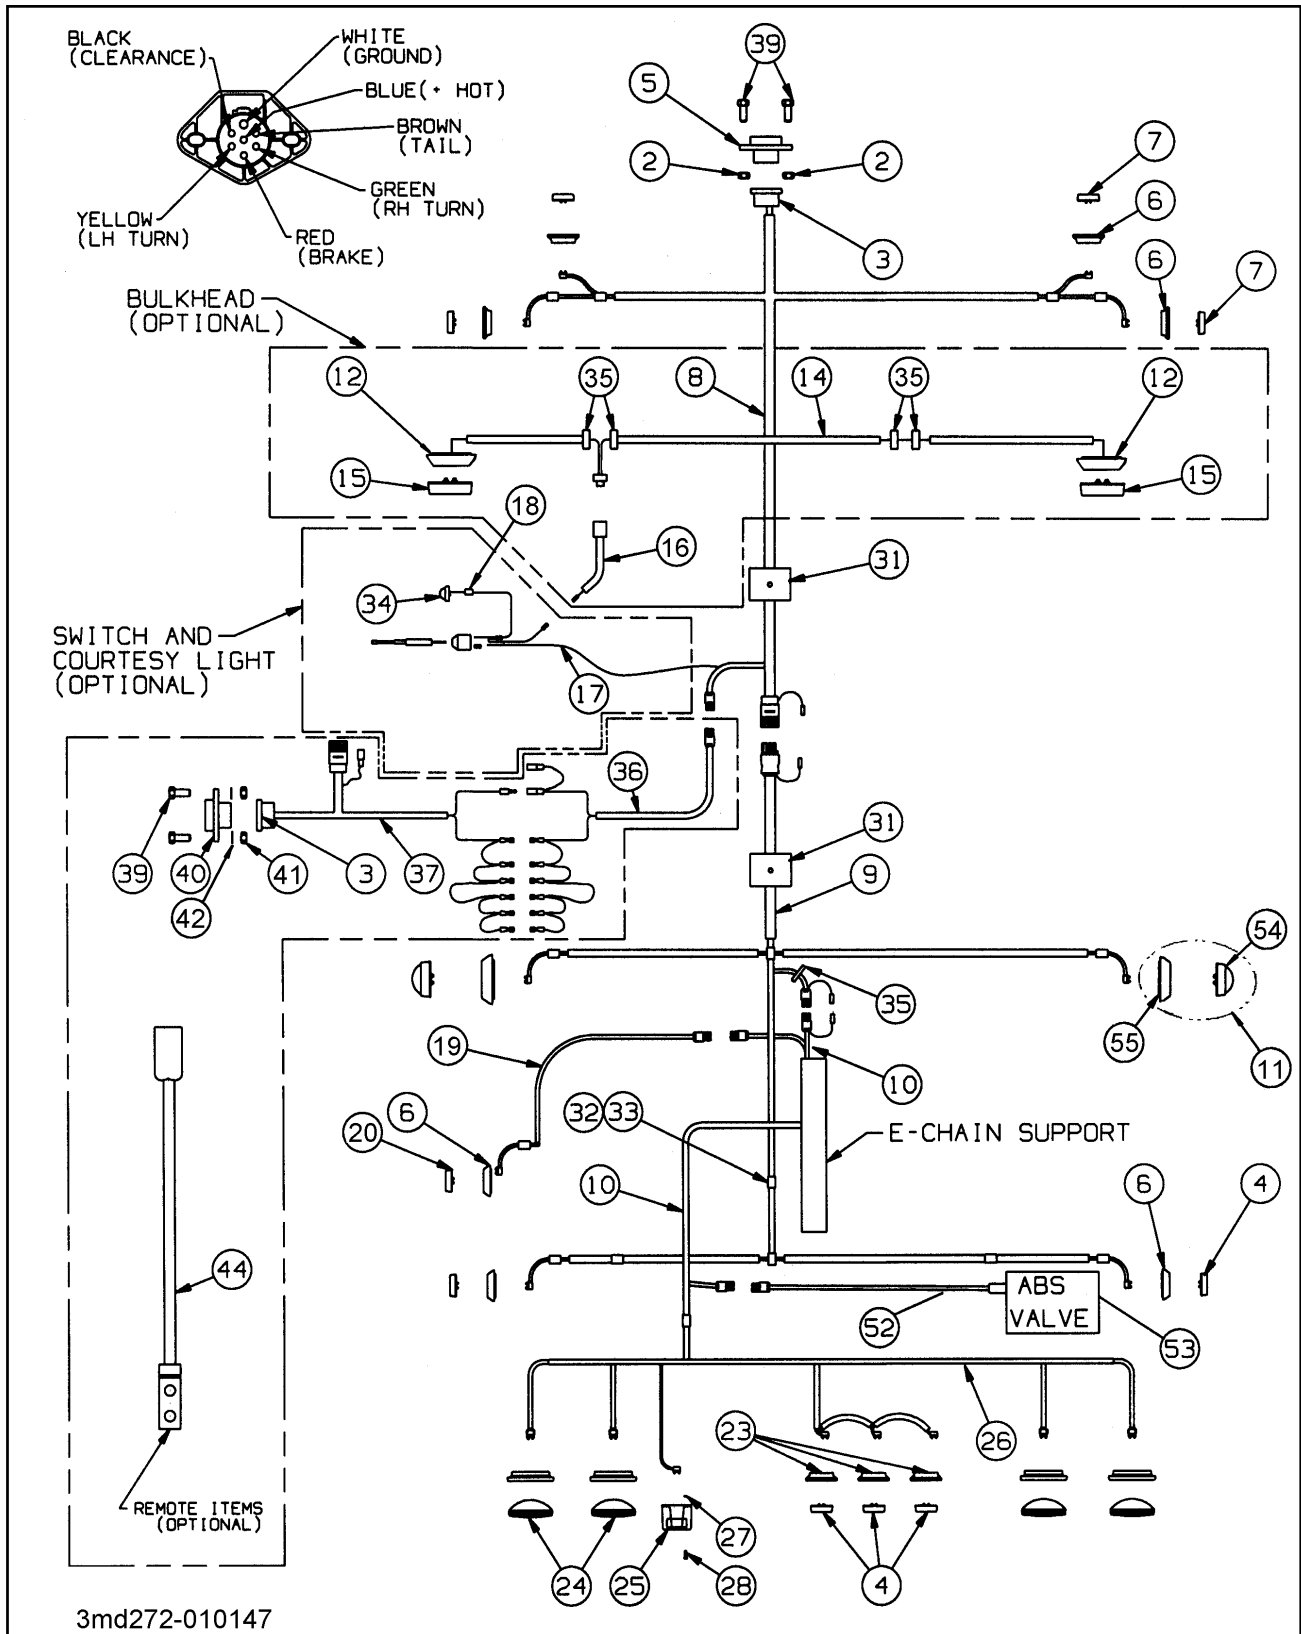 BLACK
(CLEARANCE)
WHITE
(GROUND)
BLUE(+ HOT)
BROWN
(TAIL)
GREEN
(RH TURN)
YELLOW
(LH TURN)
RED
(BRAKE)
39
5
2
2
7
6
3
6
7
BULKHEAD
(OPTIONAL)
12
35
8
14
35
12
15
15
18
16
31
34
SWITCH AND
COURTESY LIGHT
(OPTIONAL)
17
36
31
39
40
3
37
41
9
42
54
35
55
11
19
10
32
33
20
6
E-CHAIN SUPPORT
10
6
4
44
ABS
VALVE
52
53
23
26
REMOTE ITEMS
(OPTIONAL)
27
24
25
28
4
3md272-010147